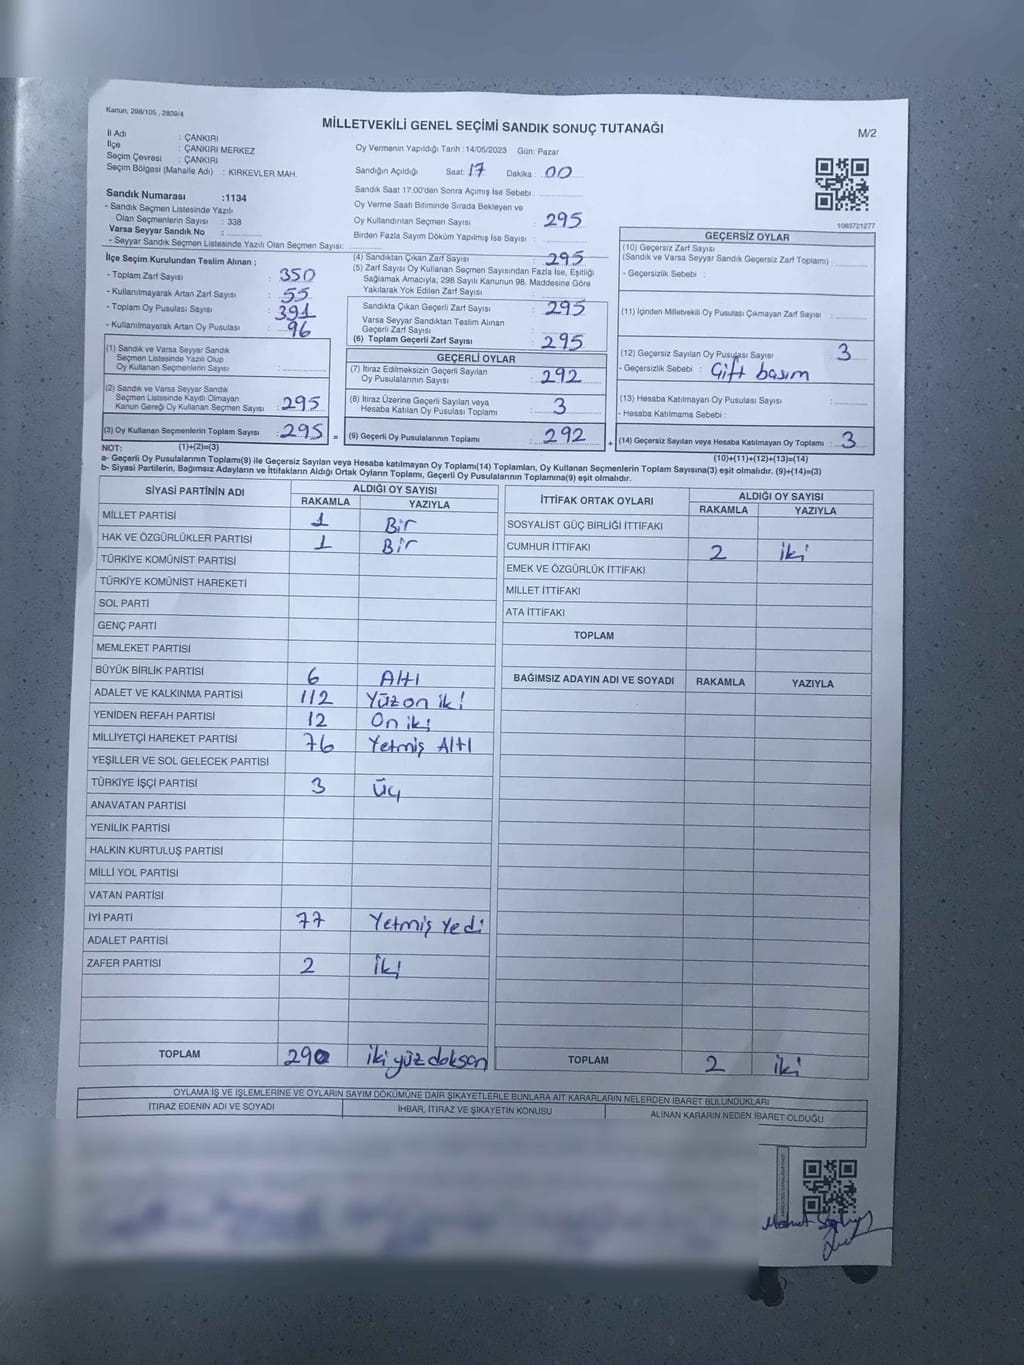 Kanun, 298/105 , 2839/4
MİLLETVEKİLİ GENEL SEÇİMİ SANDIK SONUÇ TUTANAĞI
M/2
İl Adı : ÇANKIRI
İlçe : ÇANKIRI MERKEZ
Seçim Çevresi : ÇANKIRI
Seçim Bölgesi (Mahalle Adı) : KIRKEVLER MAH.
Sandık Numarası :1134
- Sandık Seçmen Listesinde Yazılı
Olan Seçmenlerin Sayısı : 338
Varsa Seyyar Sandık No :
- Seyyar Sandık Seçmen Listesinde Yazılı Olan Seçmen Sayısı:
İlçe Seçim Kurulundan Teslim Alınan ;
- Toplam Zarf Sayısı : 350
- Kullanılmayarak Artan Zarf Sayısı : 55
- Toplam Oy Pusulası Sayısı : 391
- Kullanılmayarak Artan Oy Pusulası : 96
(1) Sandık ve Varsa Seyyar Sandık
Seçmen Listesinde Yazılı Olup
Oy Kullanan Seçmenlerin Sayısı :
(2) Sandık ve Varsa Seyyar Sandık
Seçmen Listesinde Kayıtlı Olmayan
Kanun Gereği Oy Kullanan Seçmen Sayısı : 295
(3) Oy Kullanan Seçmenlerin Toplam Sayısı : 295 =
(1)+(2)=(3)
Oy Vermenin Yapıldığı Tarih :14/05/2023 Gün: Pazar
Sandığın Açıldığı Saat: 17 Dakika : 00
Sandık Saat 17.00'den Sonra Açımış İse Sebebi :
Oy Verme Saati Bitiminde Sırada Bekleyen ve
Oy Kullandırılan Seçmen Sayısı : 295
Birden Fazla Sayım Döküm Yapılmış İse Sayısı :
(4) Sandıktan Çıkan Zarf Sayısı : 295
(5) Zarf Sayısı Oy Kullanan Seçmen Sayısından Fazla İse, Eşitliği
Sağlamak Amacıyla; 298 Sayılı Kanunun 98. Maddesine Göre
Yakılarak Yok Edilen Zarf Sayısı :
Sandıkta Çıkan Geçerli Zarf Sayısı : 295
Varsa Seyyar Sandıktan Teslim Alınan
Geçerli Zarf Sayısı :
(6) Toplam Geçerli Zarf Sayısı : 295
GEÇERLİ OYLAR
(7) İtiraz Edilmeksizin Geçerli Sayılan
Oy Pusulalarının Sayısı : 292
(8) İtiraz Üzerine Geçerli Sayılan veya
Hesaba Katılan Oy Pusulası Toplamı : 3
(9) Geçerli Oy Pusulalarının Toplamı : 292 +
1083721277
GEÇERSİZ OYLAR
(10) Geçersiz Zarf Sayısı
(Sandık ve Varsa Seyyar Sandık Geçersiz Zarf Toplamı) :
- Geçersizlik Sebebi :
(11) İçinden Milletvekili Oy Pusulası Çıkmayan Zarf Sayısı :
(12) Geçersiz Sayılan Oy Pusulası Sayısı : 3
- Geçersizlik Sebebi : Çift basım
(13) Hesaba Katılmayan Oy Pusulası Sayısı :
- Hesaba Katılmama Sebebi :
(14) Geçersiz Sayılan veya Hesaba Katılmayan Oy Toplamı : 3
(10)+(11)+(12)+(13)=(14)
NOT:
a- Geçerli Oy Pusulalarının Toplamı(9) ile Geçersiz Sayılan veya Hesaba katılmayan Oy Toplamı(14) Toplamları, Oy Kullanan Seçmenlerin Toplam Sayısına(3) eşit olmalıdır. (9)+(14)=(3)
b- Siyasi Partilerin, Bağımsız Adayların ve İttifakların Aldığı Ortak Oyların Toplamı, Geçerli Oy Pusulalarının Toplamına(9) eşit olmalıdır.
SİYASİ PARTİNİN ADI ALDIĞI OY SAYISI
RAKAMLA YAZIYLA
MİLLET PARTİSİ 1 Bir
HAK VE ÖZGÜRLÜKLER PARTİSİ 1 Bir
TÜRKİYE KOMÜNİST PARTİSİ
TÜRKİYE KOMÜNİST HAREKETİ
SOL PARTİ
GENÇ PARTİ
MEMLEKET PARTİSİ
BÜYÜK BİRLİK PARTİSİ 6 Altı
ADALET VE KALKINMA PARTİSİ 112 Yüz on iki
YENİDEN REFAH PARTİSİ 12 On iki
MİLLİYETÇİ HAREKET PARTİSİ 76 Yetmiş Altı
YEŞİLLER VE SOL GELECEK PARTİSİ
TÜRKİYE İŞÇİ PARTİSİ 3 Üç
ANAVATAN PARTİSİ
YENİLİK PARTİSİ
HALKIN KURTULUŞ PARTİSİ
MİLLİ YOL PARTİSİ
VATAN PARTİSİ
İYİ PARTİ 77 Yetmiş Yedi
ADALET PARTİSİ
ZAFER PARTİSİ 2 İki
TOPLAM 290 iki yüz doksan
İTTİFAK ORTAK OYLARI ALDIĞI OY SAYISI
RAKAMLA YAZIYLA
SOSYALİST GÜÇ BİRLİĞİ İTTİFAKI
CUMHUR İTTİFAKI 2 iki
EMEK VE ÖZGÜRLÜK İTTİFAKI
MİLLET İTTİFAKI
ATA İTTİFAKI
TOPLAM
BAĞIMSIZ ADAYIN ADI VE SOYADI RAKAMLA YAZIYLA
TOPLAM 2 iki
OYLAMA İŞ VE İŞLEMLERİNE VE OYLARIN SAYIM DÖKÜMÜNE DAİR ŞİKAYETLERLE BUNLARA AİT KARARLARIN NELERDEN İBARET BULUNDUKLARI
İTİRAZ EDENİN ADI VE SOYADI İHBAR, İTİRAZ VE ŞİKAYETİN KONUSU ALINAN KARARIN NEDEN İBARET OLDUĞU